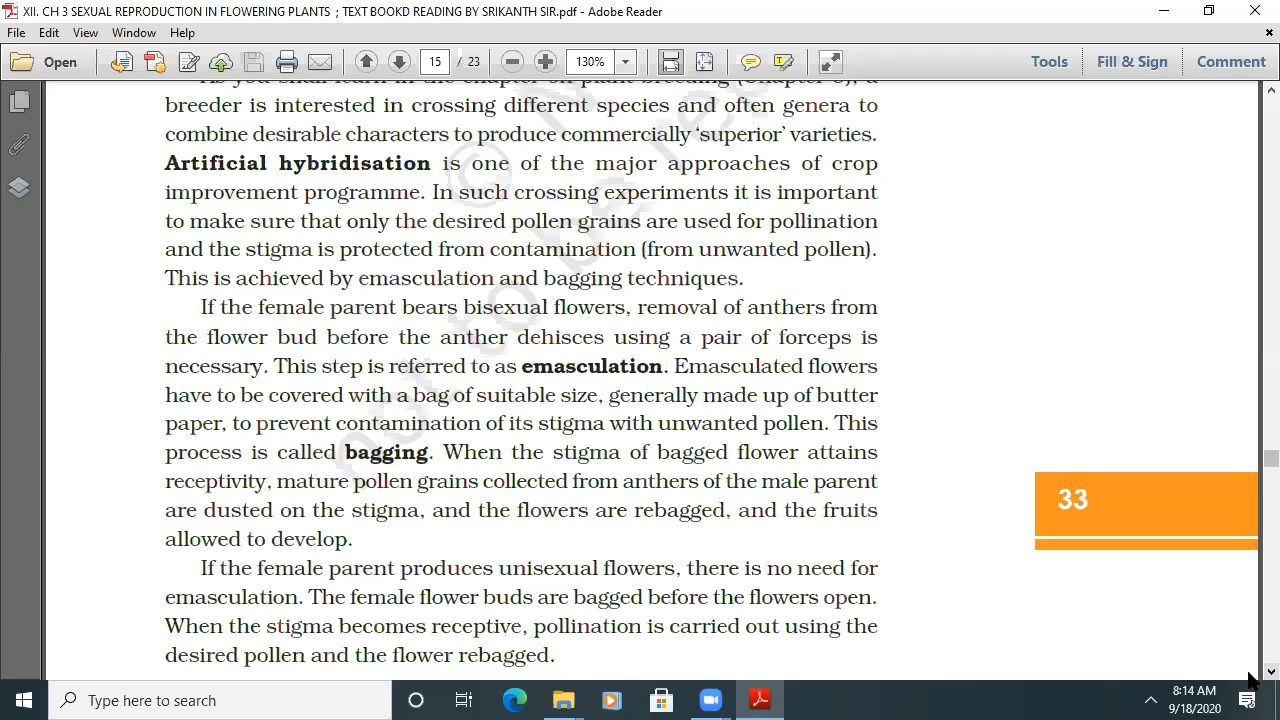 XII. CH 3 SEXUAL REPRODUCTION IN FLOWERING PLANTS ; TEXT BOOKD READING BY SRIKANTH SIR.pdf - Adobe Reader
File Edit View Window Help
Open 15 / 23 130% Tools Fill & Sign Comment
breeder is interested in crossing different species and often genera to
combine desirable characters to produce commercially ‘superior’ varieties.
Artificial hybridisation is one of the major approaches of crop
improvement programme. In such crossing experiments it is important
to make sure that only the desired pollen grains are used for pollination
and the stigma is protected from contamination (from unwanted pollen).
This is achieved by emasculation and bagging techniques.
If the female parent bears bisexual flowers, removal of anthers from
the flower bud before the anther dehisces using a pair of forceps is
necessary. This step is referred to as emasculation. Emasculated flowers
have to be covered with a bag of suitable size, generally made up of butter
paper, to prevent contamination of its stigma with unwanted pollen. This
process is called bagging. When the stigma of bagged flower attains
receptivity, mature pollen grains collected from anthers of the male parent
are dusted on the stigma, and the flowers are rebagged, and the fruits
allowed to develop.
33
If the female parent produces unisexual flowers, there is no need for
emasculation. The female flower buds are bagged before the flowers open.
When the stigma becomes receptive, pollination is carried out using the
desired pollen and the flower rebagged.
© not to be
Type here to search
8:14 AM
9/18/2020